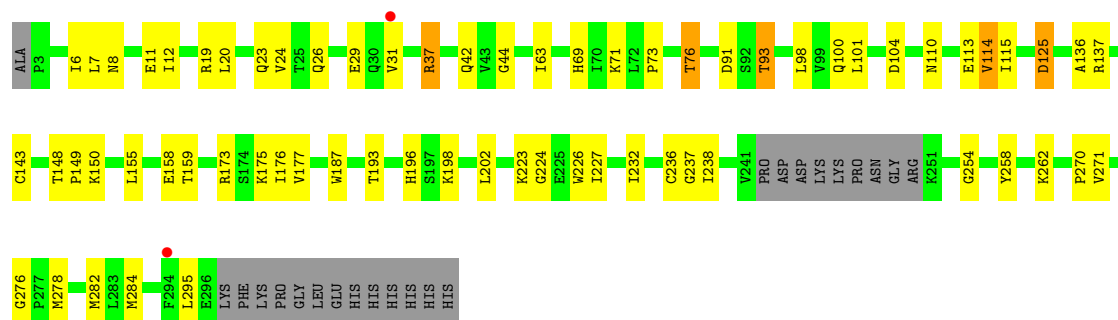 ALA P3 I6 L7 N8 E11 I12 R19 L20 Q23 V24 T25 Q26 E29 Q30 V31 R37 Q42 V43 G44 I63 H69 I70 K71 L72 P73 T76 D91 S92 T93 L98 V99 Q100 L101 D104 N110 E113 V114 I115 D125 A136 R137
C143 T148 P149 K150 L155 E158 T159 R173 S174 K175 I176 V177 W187 T193 H196 S197 K198 L202 K223 G224 E225 W226 I227 I232 C236 G237 I238 V241 PRO ASP ASP LYS LYS PRO ASN GLY ARG K251 G254 Y258 K262 P270 V271
G276 P277 M278 M282 L283 M284 F294 L295 E296 LYS PHE LYS PRO GLY LEU GLU HIS HIS HIS HIS HIS HIS